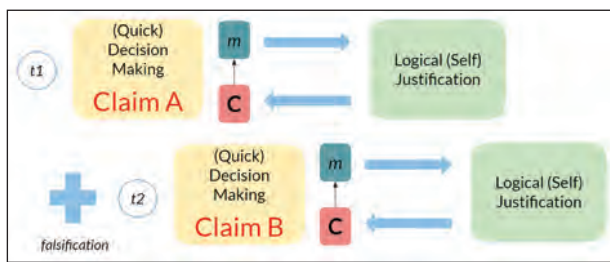 (Quick)
Decision
Making
Claim A
t1
m
C
Logical (Self)
Justification
(Quick)
Decision
Making
Claim B
t2
m
C
Logical (Self)
Justification
falsification